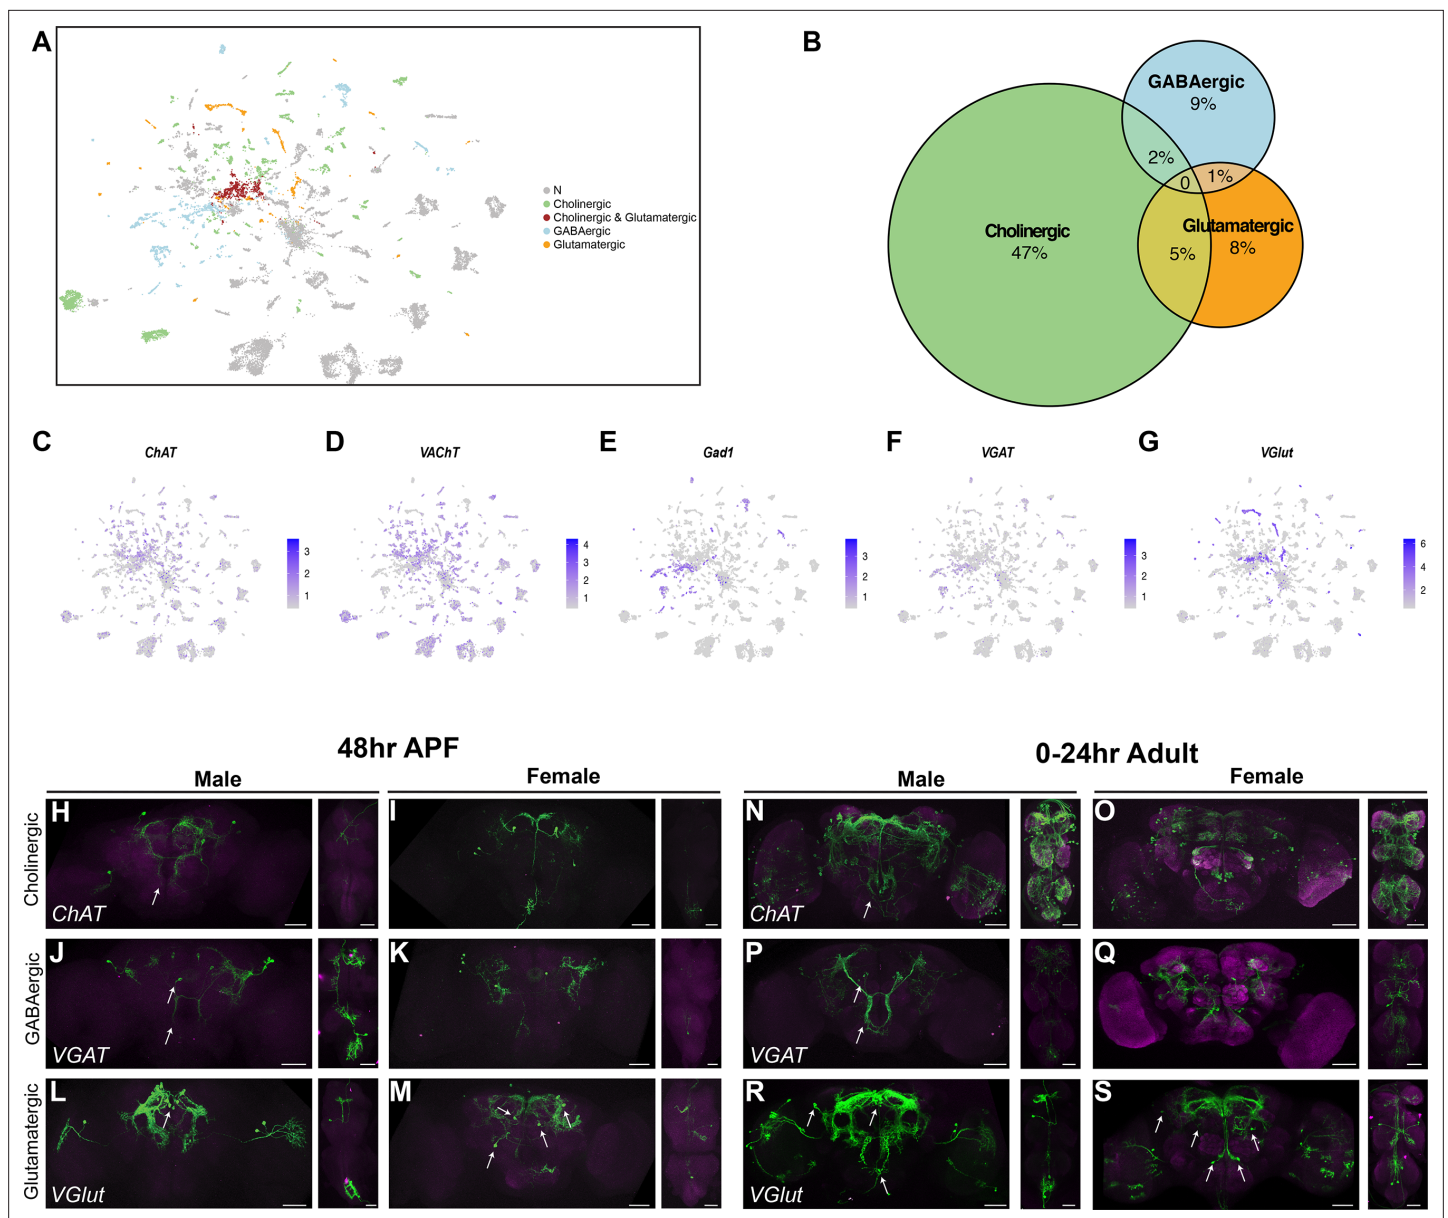 A
N
Cholinergic
Cholinergic & Glutamatergic
GABAergic
Glutamatergic
B
GABAergic
9%
2%
0
1%
Cholinergic
47%
Glutamatergic
8%
5%
C
ChAT
3
2
1
D
VAChT
4
3
2
1
E
Gad1
3
2
1
F
VGAT
3
2
1
G
VGlut
6
4
2
48hr APF
0-24hr Adult
Male
Female
Male
Female
Cholinergic
H
ChAT
I
N
ChAT
O
GABAergic
J
VGAT
K
P
VGAT
Q
Glutamatergic
L
VGlut
M
R
VGlut
S